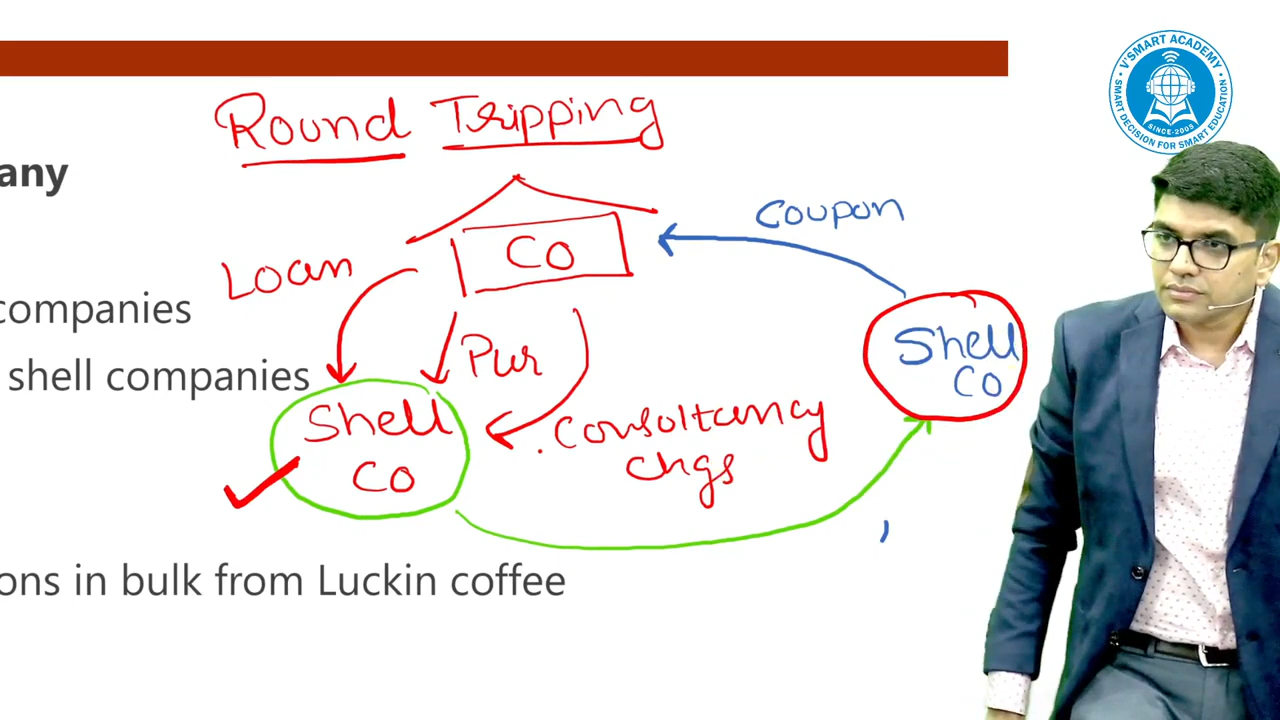 V'SMART ACADEMY
SMART DECISION FOR SMART EDUCATION
SINCE-2005
Round Tripping
any
Coupon
Co
Loan
companies
Pur
Shell
Co
shell companies
Shell
Co
Consultancy
chgs
ons in bulk from Luckin coffee